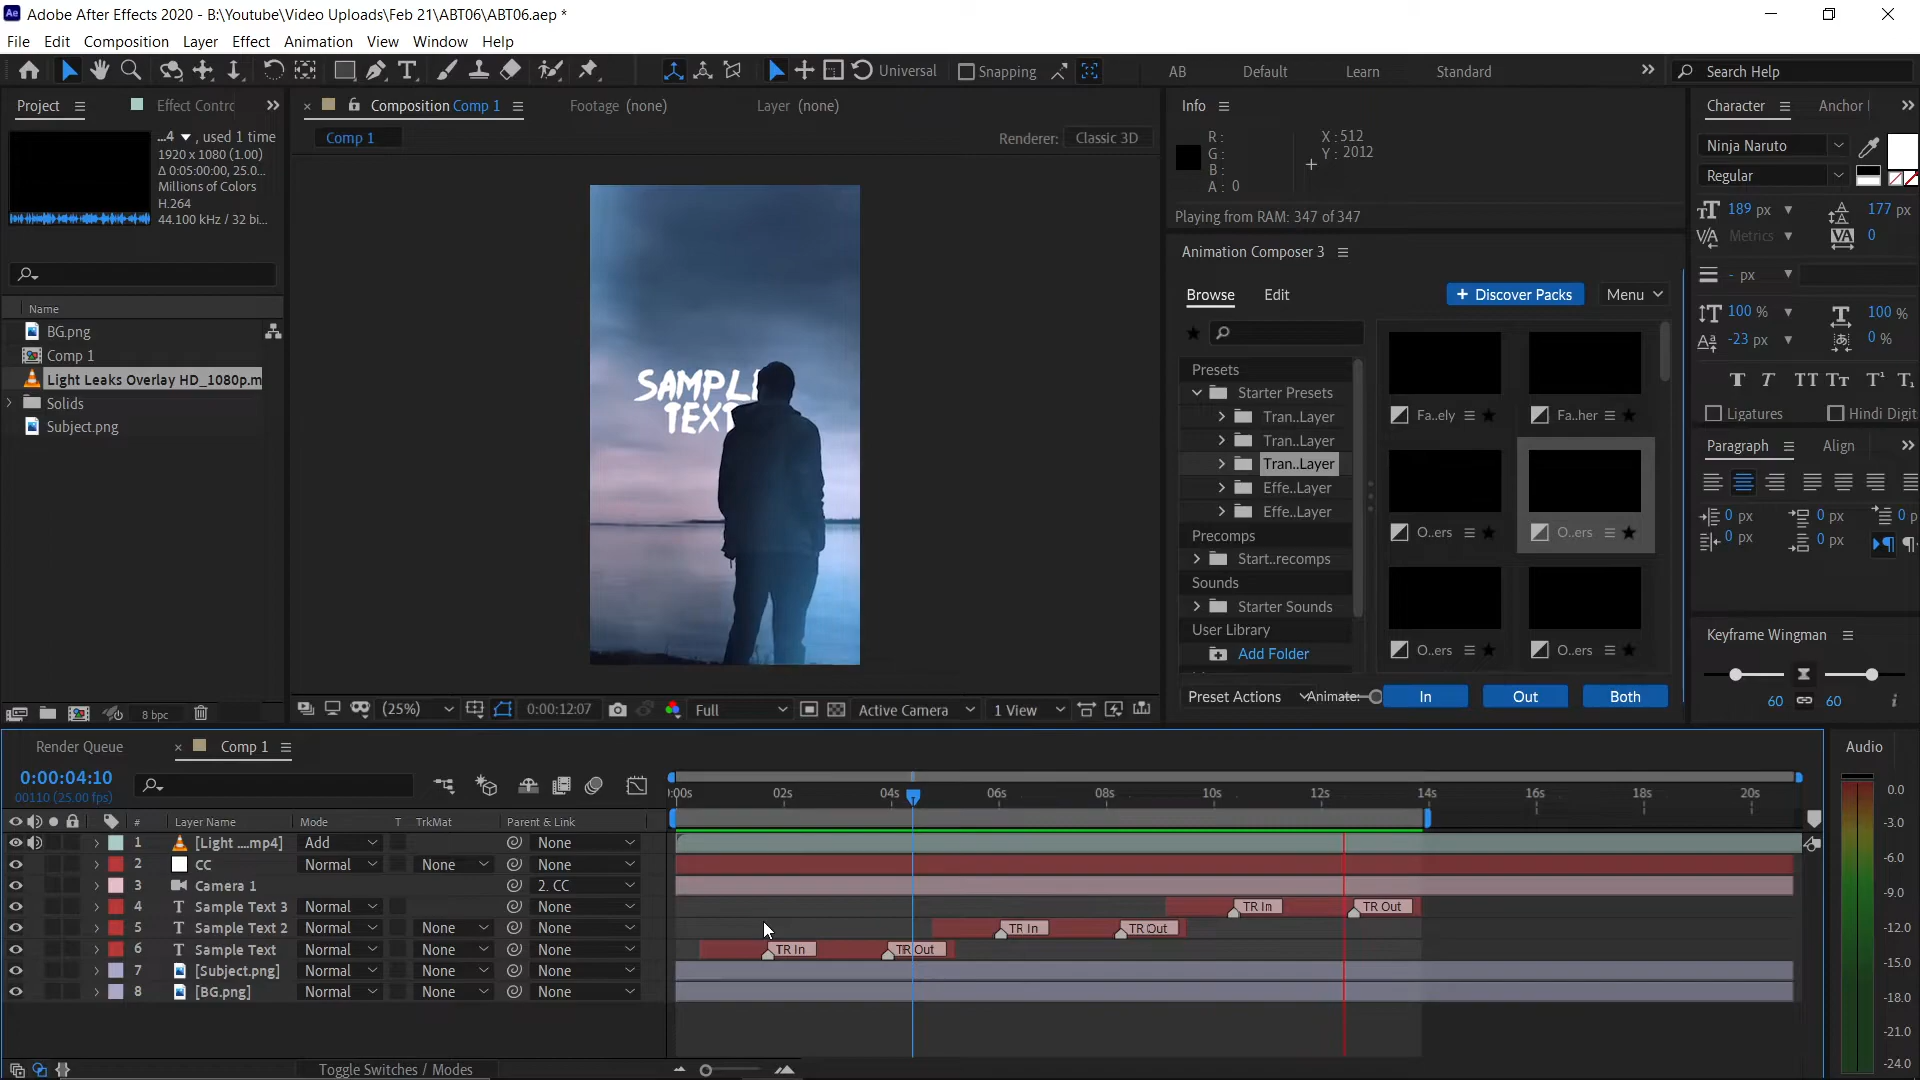 Adobe After Effects 2020 - B:\Youtube\Video Uploads\Feb 21\ABT06\ABT06.aep *
File Edit Composition Layer Effect Animation View Window Help
Universal Snapping AB Default Learn Standard Search Help
Project Effect Contrc
...4 , used 1 time
1920 x 1080 (1.00)
Δ 0:05:00:00, 25.0...
Millions of Colors
H.264
44.100 kHz / 32 bi...
Name
BG.png
Comp 1
Light Leaks Overlay HD_1080p.m
Solids
Subject.png
8 bpc
Composition Comp 1 Footage (none) Layer (none)
Comp 1 Renderer: Classic 3D
SAMPLE
TEXT
(25%) 0:00:12:07 Full Active Camera 1 View
Info
R: X : 512
G: Y : 2012
B:
A: 0
Playing from RAM: 347 of 347
Animation Composer 3
Browse Edit + Discover Packs Menu
Presets
Starter Presets
Tran..Layer
Tran..Layer
Tran..Layer
Effe..Layer
Effe..Layer
Precomps
Start..recomps
Sounds
Starter Sounds
User Library
Add Folder
Fa..ely Fa..her
O..ers O..ers
O..ers O..ers
Preset Actions Animate: In Out Both
Character Anchor
Ninja Naruto
Regular
189 px 177 px
Metrics 0
- px
100 % 100 %
-23 px 0 %
Ligatures Hindi Digit
Paragraph Align
0 px 0 px 0 p
0 px 0 px
Keyframe Wingman
60 60
Render Queue Comp 1
0:00:04:10
00110 (25.00 fps)
:00s 02s 04s 06s 08s 10s 12s 14s 16s 18s 20s
# Layer Name Mode T TrkMat Parent & Link
1 [Light ....mp4] Add None
2 CC Normal None None
3 Camera 1 2. CC
4 Sample Text 3 Normal None TR In TR Out
5 Sample Text 2 Normal None None TR In TR Out
6 Sample Text Normal None None TR In TR Out
7 [Subject.png] Normal None None
8 [BG.png] Normal None None
Toggle Switches / Modes
Audio
0.0
-3.0
-6.0
-9.0
-12.0
-15.0
-18.0
-21.0
-24.0